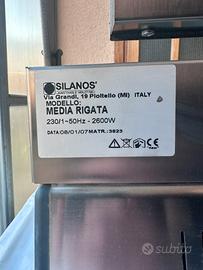 SILANOS®
Via Grandi, 19 Pioltello (MI) ITALY
MODELLO:
MEDIA RIGATA
230/1~50Hz - 2600W
DATA:08/01/07 MATR.:3823
CE
subito